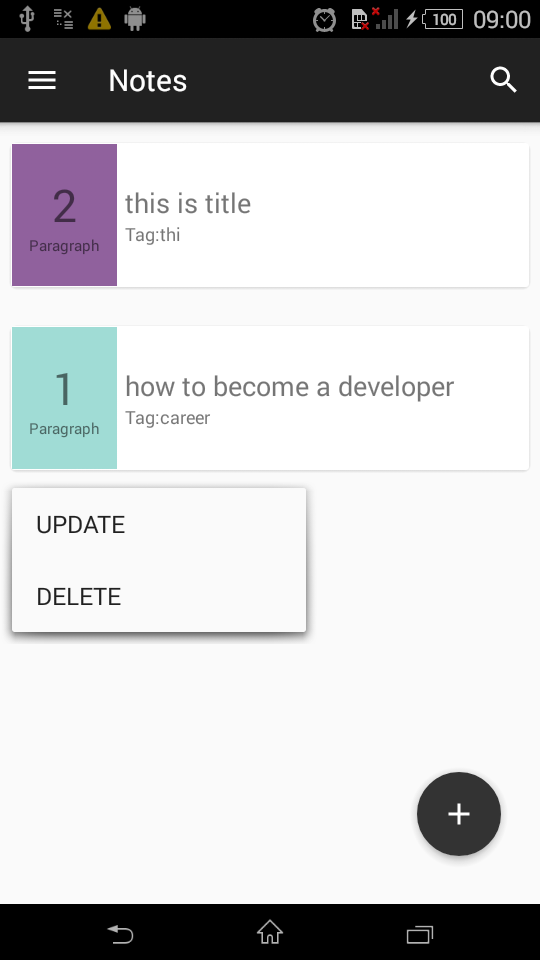 100 09:00
Notes
2
Paragraph
this is title
Tag:thi
1
Paragraph
how to become a developer
Tag:career
UPDATE
DELETE
+